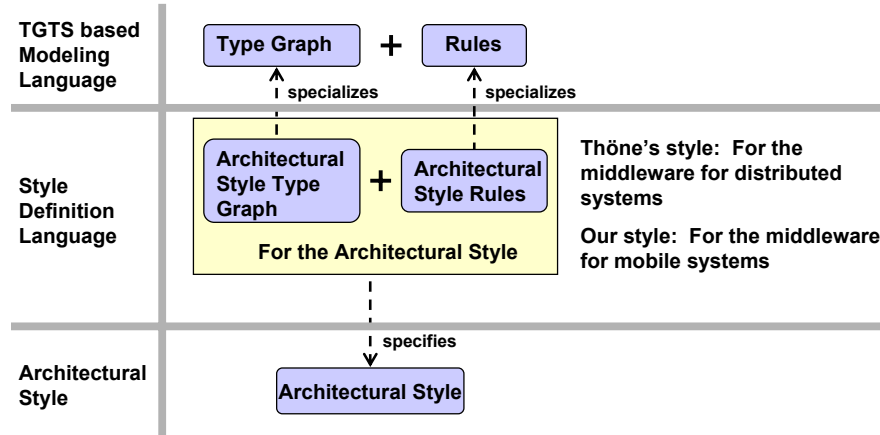 TGTS based
Modeling
Language
Type Graph
+
Rules
specializes
specializes
Style
Definition
Language
Architectural
Style Type
Graph
+
Architectural
Style Rules
For the Architectural Style
Thöne’s style: For the
middleware for distributed
systems
Our style: For the middleware
for mobile systems
specifies
Architectural
Style
Architectural Style